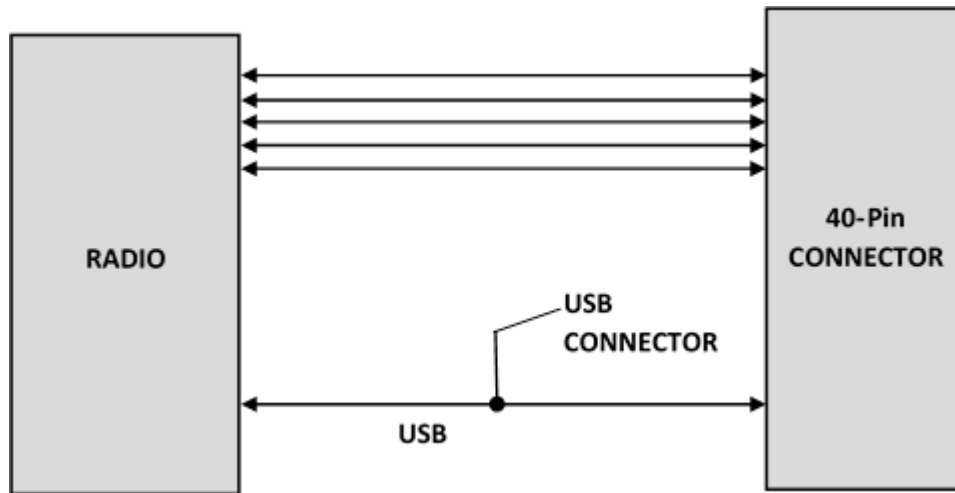 RADIO
40-Pin
CONNECTOR
USB
CONNECTOR
USB